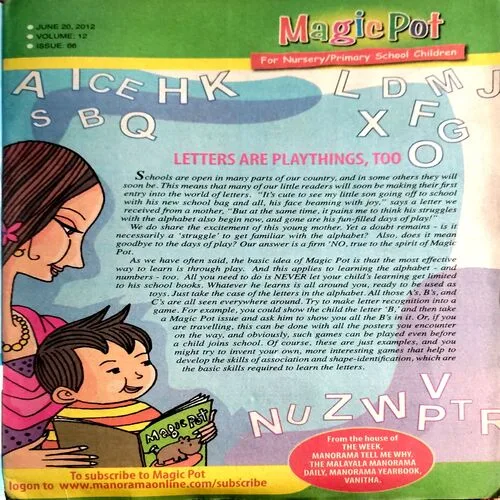 JUNE 20, 2012
VOLUME: 12
ISSUE: 66
Magic Pot
For Nursery/Primary School Children
A ICE H K L D M J
S B Q X F G
O
LETTERS ARE PLAYTHINGS, TOO
Schools are open in many parts of our country, and in some others they will
soon be. This means that many of our little readers will soon be making their first
entry into the world of letters. "It's cute to see my little son going off to school
with his new school bag and all, his face beaming with joy," says a letter we
received from a mother, "But at the same time, it pains me to think his struggles
with the alphabet also begin now, and gone are his fun-filled days of play!"
We do share the excitement of this young mother. Yet a doubt remains - is it
necessarily a 'struggle' to get familiar with the alphabet? Also, does it mean
goodbye to the days of play? Our answer is a firm 'NO, true to the spirit of Magic
Pot.
As we have often said, the basic idea of Magic Pot is that the most effective
way to learn is through play. And this applies to learning the alphabet - and
numbers - too. All you need to do is NEVER let your child's learning get limited
to his school books. Whatever he learns is all around you, ready to be used as
toys. Just take the case of the letters in the alphabet. All those A's, B's, and
C's are all seen everywhere around. Try to make letter recognition into a
game. For example, you could show the child the letter 'B,' and then take
a Magic Pot issue and ask him to show you all the B's in it. Or, if you
are travelling, this can be done with all the posters you encounter
on the way, and obviously, such games can be played even before
a child joins school. Of course, these are just examples, and you
might try to invent your own, more interesting games that help to
develop the skills of association and shape-identification, which are
the basic skills required to learn the letters.
N U Z W V P T R
Magic Pot
From the house of
THE WEEK,
MANORAMA TELL ME WHY,
THE MALAYALA MANORAMA
DAILY, MANORAMA YEARBOOK,
VANITHA,
To subscribe to Magic Pot
logon to www.manoramaonline.com/subscribe